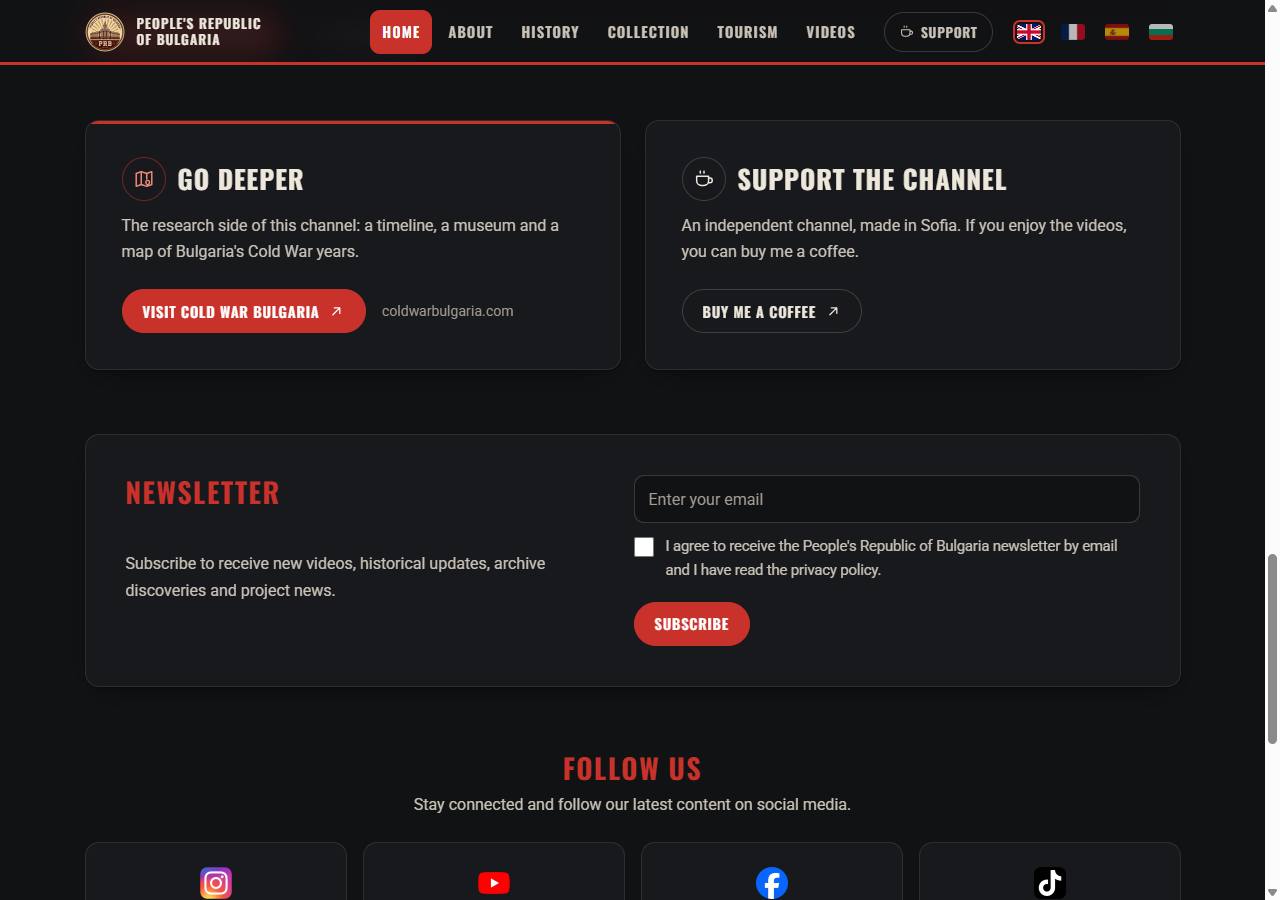 PEOPLE'S REPUBLIC
OF BULGARIA
PRB
HOME
ABOUT
HISTORY
COLLECTION
TOURISM
VIDEOS
SUPPORT
GO DEEPER
The research side of this channel: a timeline, a museum and a
map of Bulgaria's Cold War years.
VISIT COLD WAR BULGARIA
coldwarbulgaria.com
SUPPORT THE CHANNEL
An independent channel, made in Sofia. If you enjoy the videos,
you can buy me a coffee.
BUY ME A COFFEE
NEWSLETTER
Subscribe to receive new videos, historical updates, archive
discoveries and project news.
Enter your email
I agree to receive the People's Republic of Bulgaria newsletter by email
and I have read the privacy policy.
SUBSCRIBE
FOLLOW US
Stay connected and follow our latest content on social media.